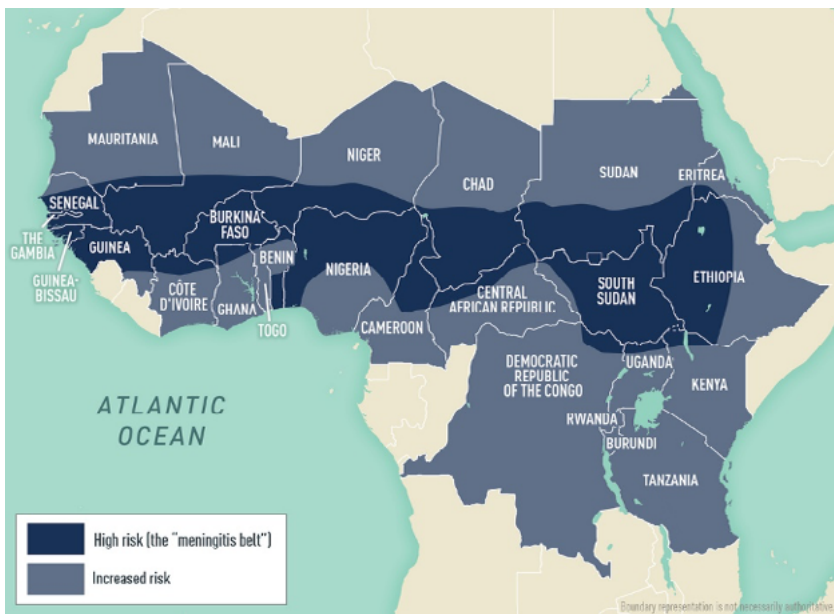 MAURITANIA
MALI
NIGER
CHAD
SUDAN
ERITREA
SENEGAL
THE
GAMBIA
GUINEA-
BISSAU
GUINEA
BURKINA
FASO
BENIN
NIGERIA
CÔTE
D'IVOIRE
GHANA
TOGO
CAMEROON
CENTRAL
AFRICAN REPUBLIC
SOUTH
SUDAN
ETHIOPIA
DEMOCRATIC
REPUBLIC
OF THE CONGO
UGANDA
KENYA
RWANDA
BURUNDI
TANZANIA
ATLANTIC
OCEAN
High risk (the "meningitis belt")
Increased risk
Boundary representation is not necessarily authoritative